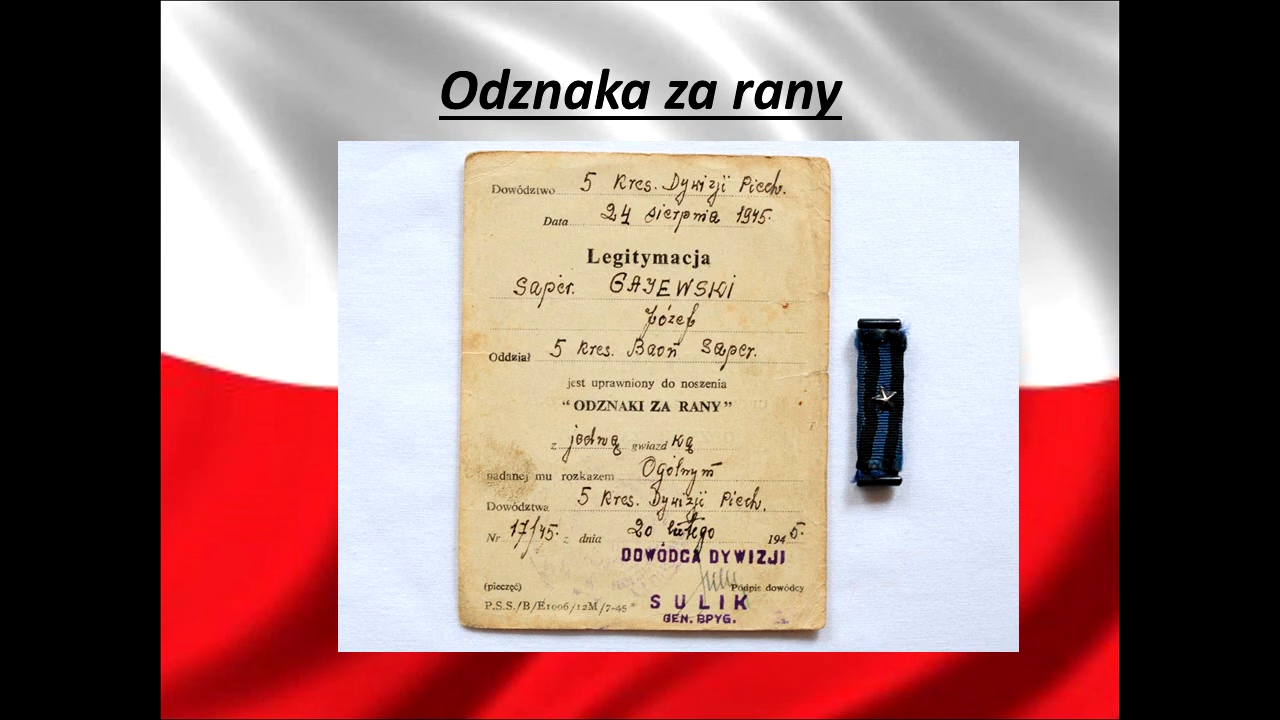 Odznaka za rany
Dowództwo 5 Kres. Dywizji Piech.
Data 24 sierpnia 1945.
Legitymacja
Saper. GAJEWSKI
Józef
Oddział 5 Kres. Baon Saper.
jest uprawniony do noszenia
"ODZNAKI ZA RANY"
z jedną gwiazdką
nadanej mu rozkazem Ogólnym
Dowództwa 5 Kres. Dywizji Piech.
Nr 17/45. z dnia 20 lutego 1945.
DOWÓDCA DYWIZJI
(pieczęć) Podpis dowódcy
P.S.S./B/E1006/12M/7-45
SULIK
GEN. BRYG.